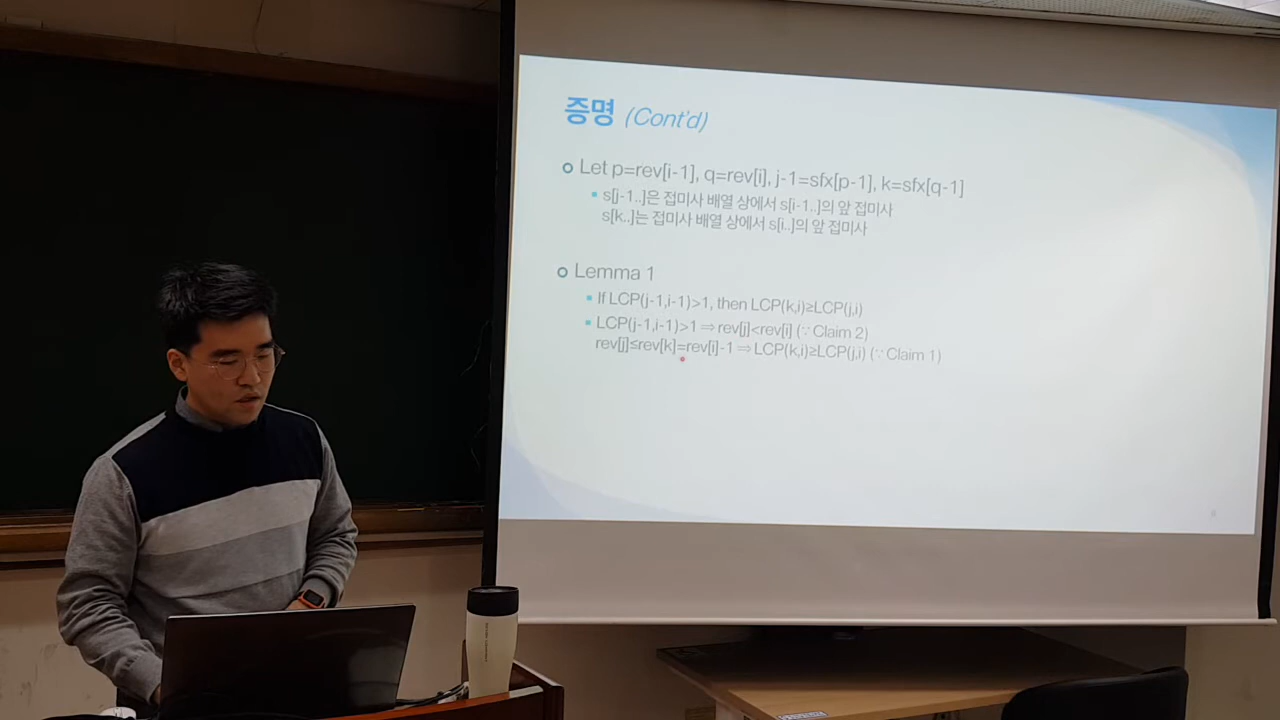 증명 (Cont'd)
Let p=rev[i-1], q=rev[i], j-1=sfx[p-1], k=sfx[q-1]
s[j-1..]은 접미사 배열 상에서 s[i-1..]의 앞 접미사
s[k..]는 접미사 배열 상에서 s[i..]의 앞 접미사
Lemma 1
If LCP(j-1,i-1)>1, then LCP(k,i)≥LCP(j,i)
LCP(j-1,i-1)>1 ⇒ rev[j]<rev[i] (∵ Claim 2)
rev[j]≤rev[k]=rev[i]-1 ⇒ LCP(k,i)≥LCP(j,i) (∵ Claim 1)